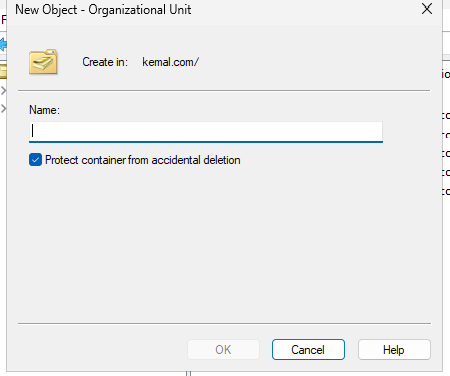 New Object - Organizational Unit
Create in: kemal.com/
Name:
Protect container from accidental deletion
OK Cancel Help